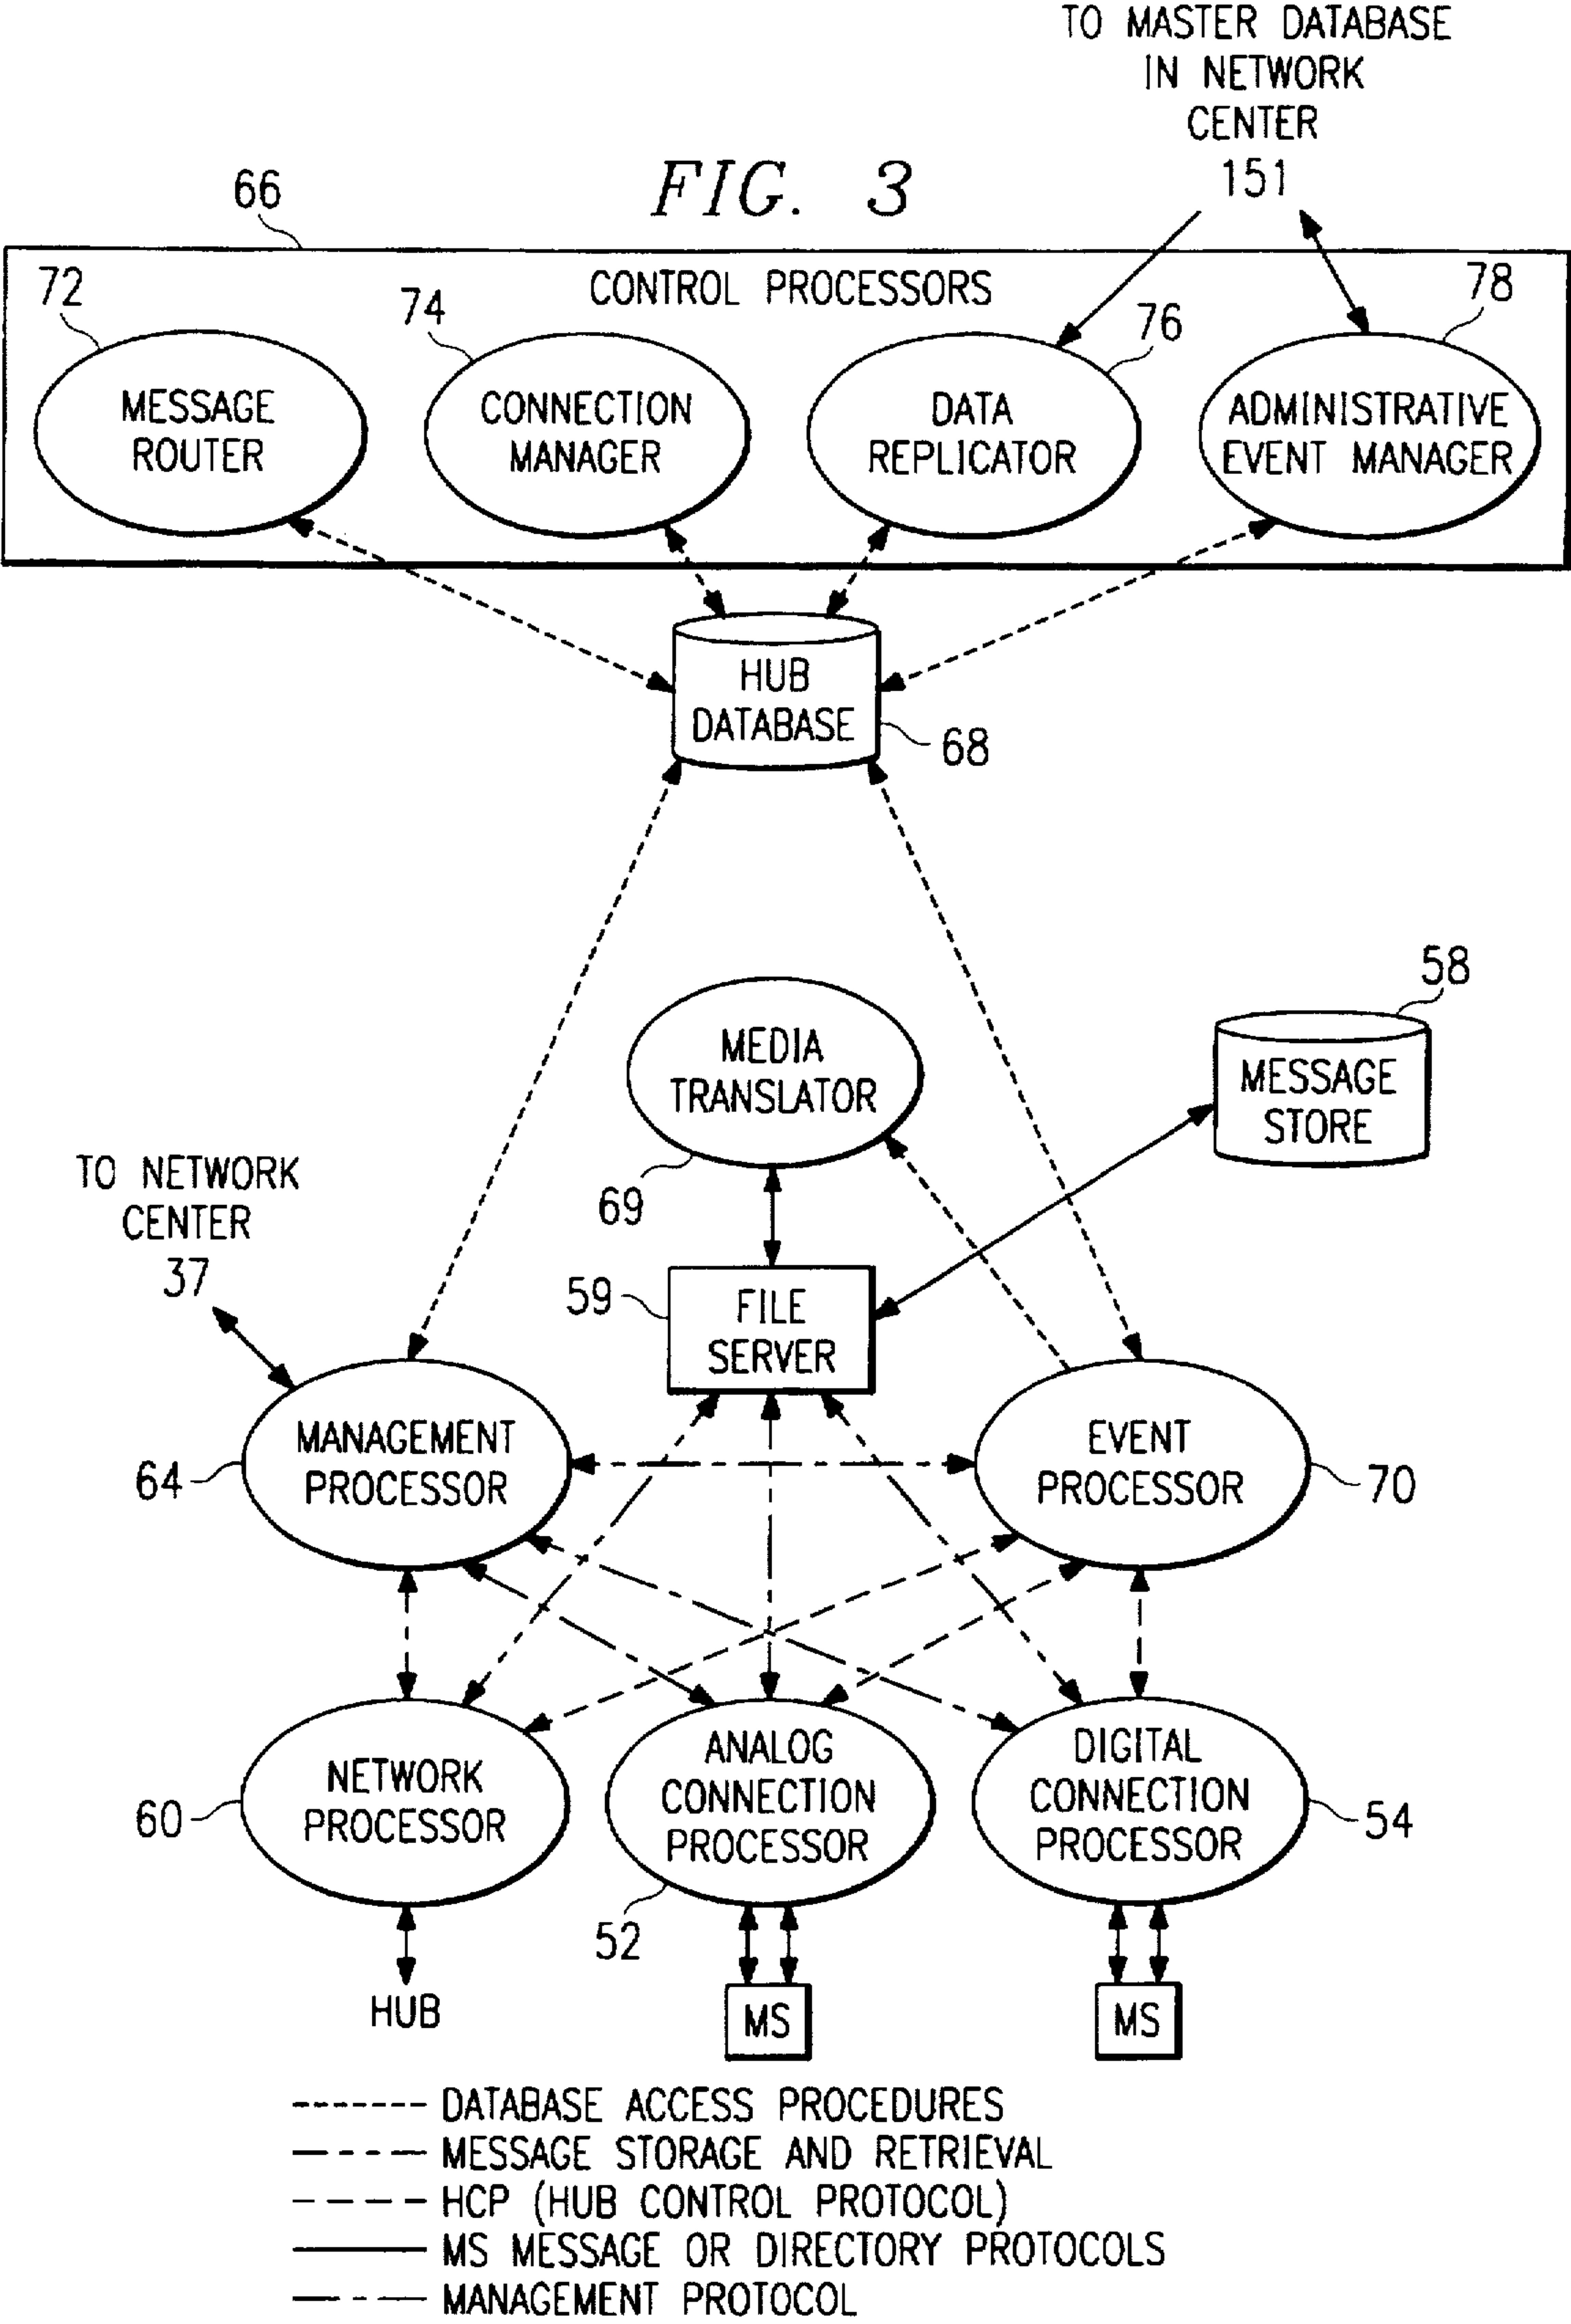 TO MASTER DATABASE
IN NETWORK
CENTER
151
FIG. 3
66
CONTROL PROCESSORS
72
74
76
78
MESSAGE
ROUTER
CONNECTION
MANAGER
DATA
REPLICATOR
ADMINISTRATIVE
EVENT MANAGER
HUB
DATABASE
68
58
MEDIA
TRANSLATOR
69
MESSAGE
STORE
TO NETWORK
CENTER
37
59
FILE
SERVER
MANAGEMENT
PROCESSOR
64
EVENT
PROCESSOR
70
NETWORK
PROCESSOR
60
ANALOG
CONNECTION
PROCESSOR
52
DIGITAL
CONNECTION
PROCESSOR
54
HUB
MS
MS
DATABASE ACCESS PROCEDURES
MESSAGE STORAGE AND RETRIEVAL
HCP (HUB CONTROL PROTOCOL)
MS MESSAGE OR DIRECTORY PROTOCOLS
MANAGEMENT PROTOCOL